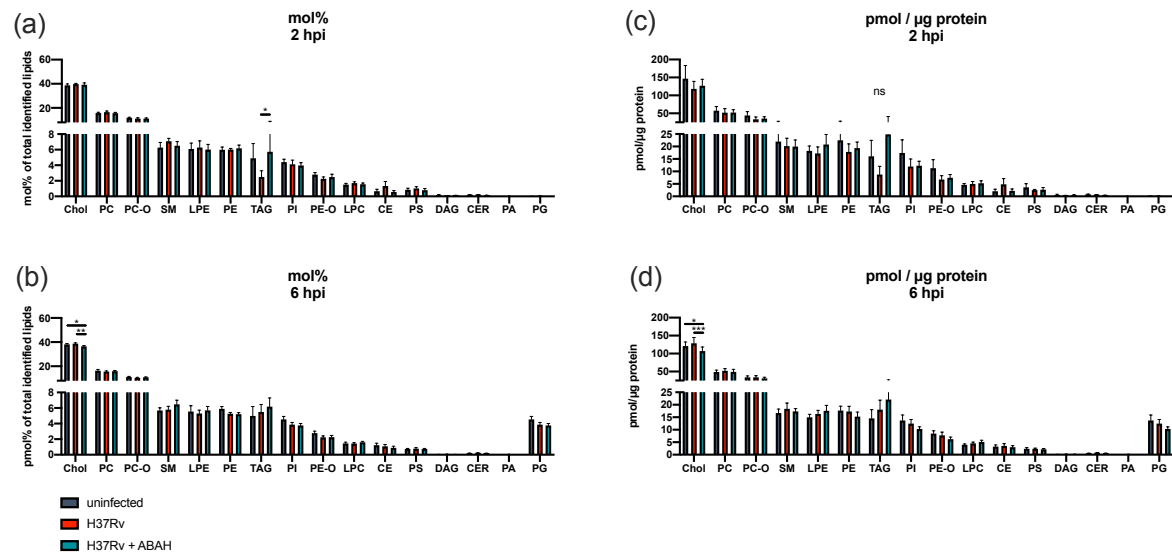 (a)
mol%
2 hpi
mol% of total identified lipids
60
40
20
8
6
4
2
0
*
Chol PC PC-O SM LPE PE TAG PI PE-O LPC CE PS DAG CER PA PG
(c)
pmol / µg protein
2 hpi
pmol/µg protein
200
150
100
50
25
20
15
10
5
0
ns
Chol PC PC-O SM LPE PE TAG PI PE-O LPC CE PS DAG CER PA PG
(b)
mol%
6 hpi
pmol% of total identified lipids
60
40
20
8
6
4
2
0
*
**
Chol PC PC-O SM LPE PE TAG PI PE-O LPC CE PS DAG CER PA PG
(d)
pmol / µg protein
6 hpi
pmol/µg protein
200
150
100
50
25
20
15
10
5
0
*
***
Chol PC PC-O SM LPE PE TAG PI PE-O LPC CE PS DAG CER PA PG
uninfected
H37Rv
H37Rv + ABAH